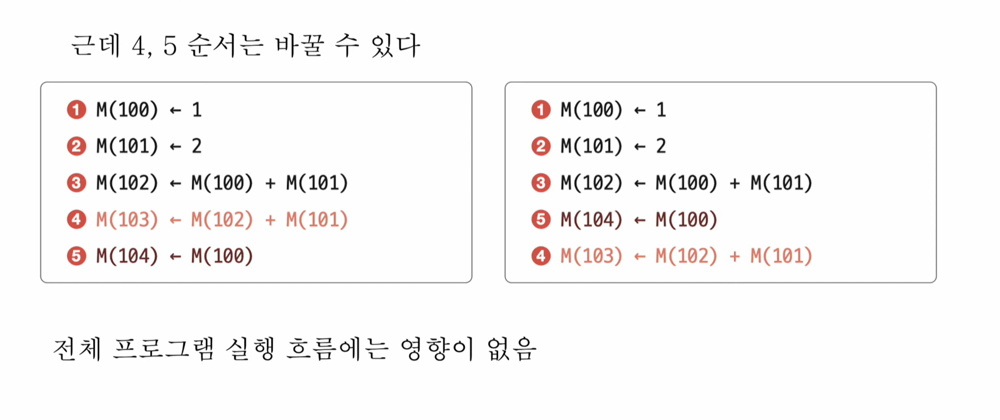 근데 4, 5 순서는 바꿀 수 있다
❶ M(100) ← 1
❷ M(101) ← 2
❸ M(102) ← M(100) + M(101)
❹ M(103) ← M(102) + M(101)
❺ M(104) ← M(100)
❶ M(100) ← 1
❷ M(101) ← 2
❸ M(102) ← M(100) + M(101)
❺ M(104) ← M(100)
❹ M(103) ← M(102) + M(101)
전체 프로그램 실행 흐름에는 영향이 없음